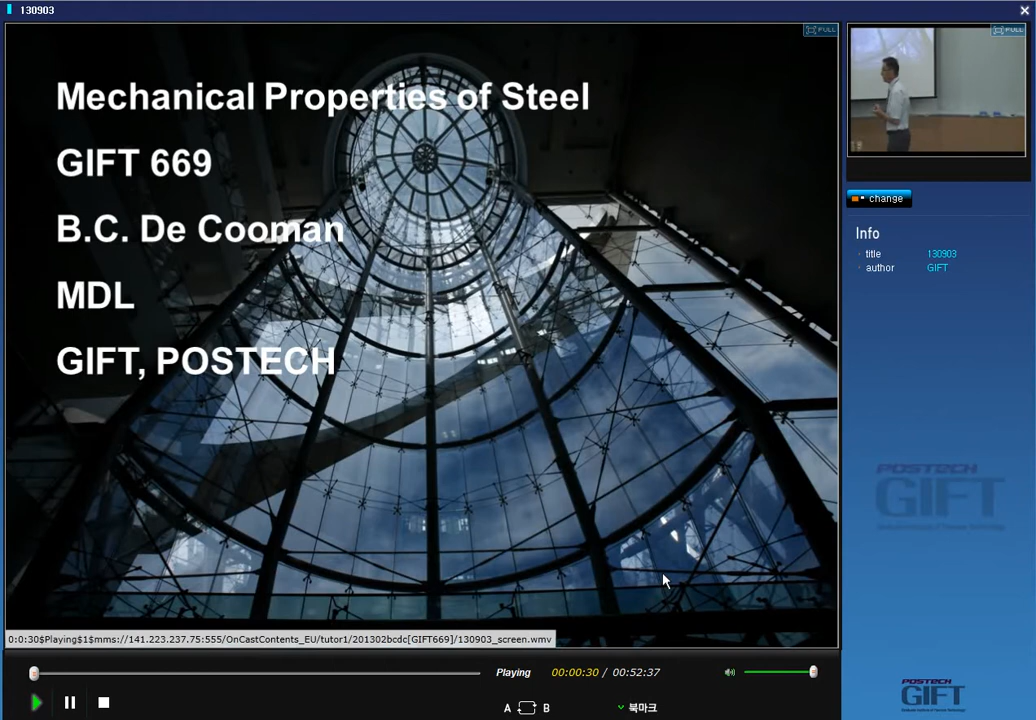 130903
FULL
FULL
Mechanical Properties of Steel
GIFT 669
B.C. De Cooman
MDL
GIFT, POSTECH
change
Info
title 130903
author GIFT
POSTECH
GIFT
0:0:30$Playing$1$mms://141.223.237.75:555/OnCastContents_EU/tutor1/201302bcdc[GIFT669]/130903_screen.wmv
Playing 00:00:30 / 00:52:37
A B 북마크
POSTECH
GIFT